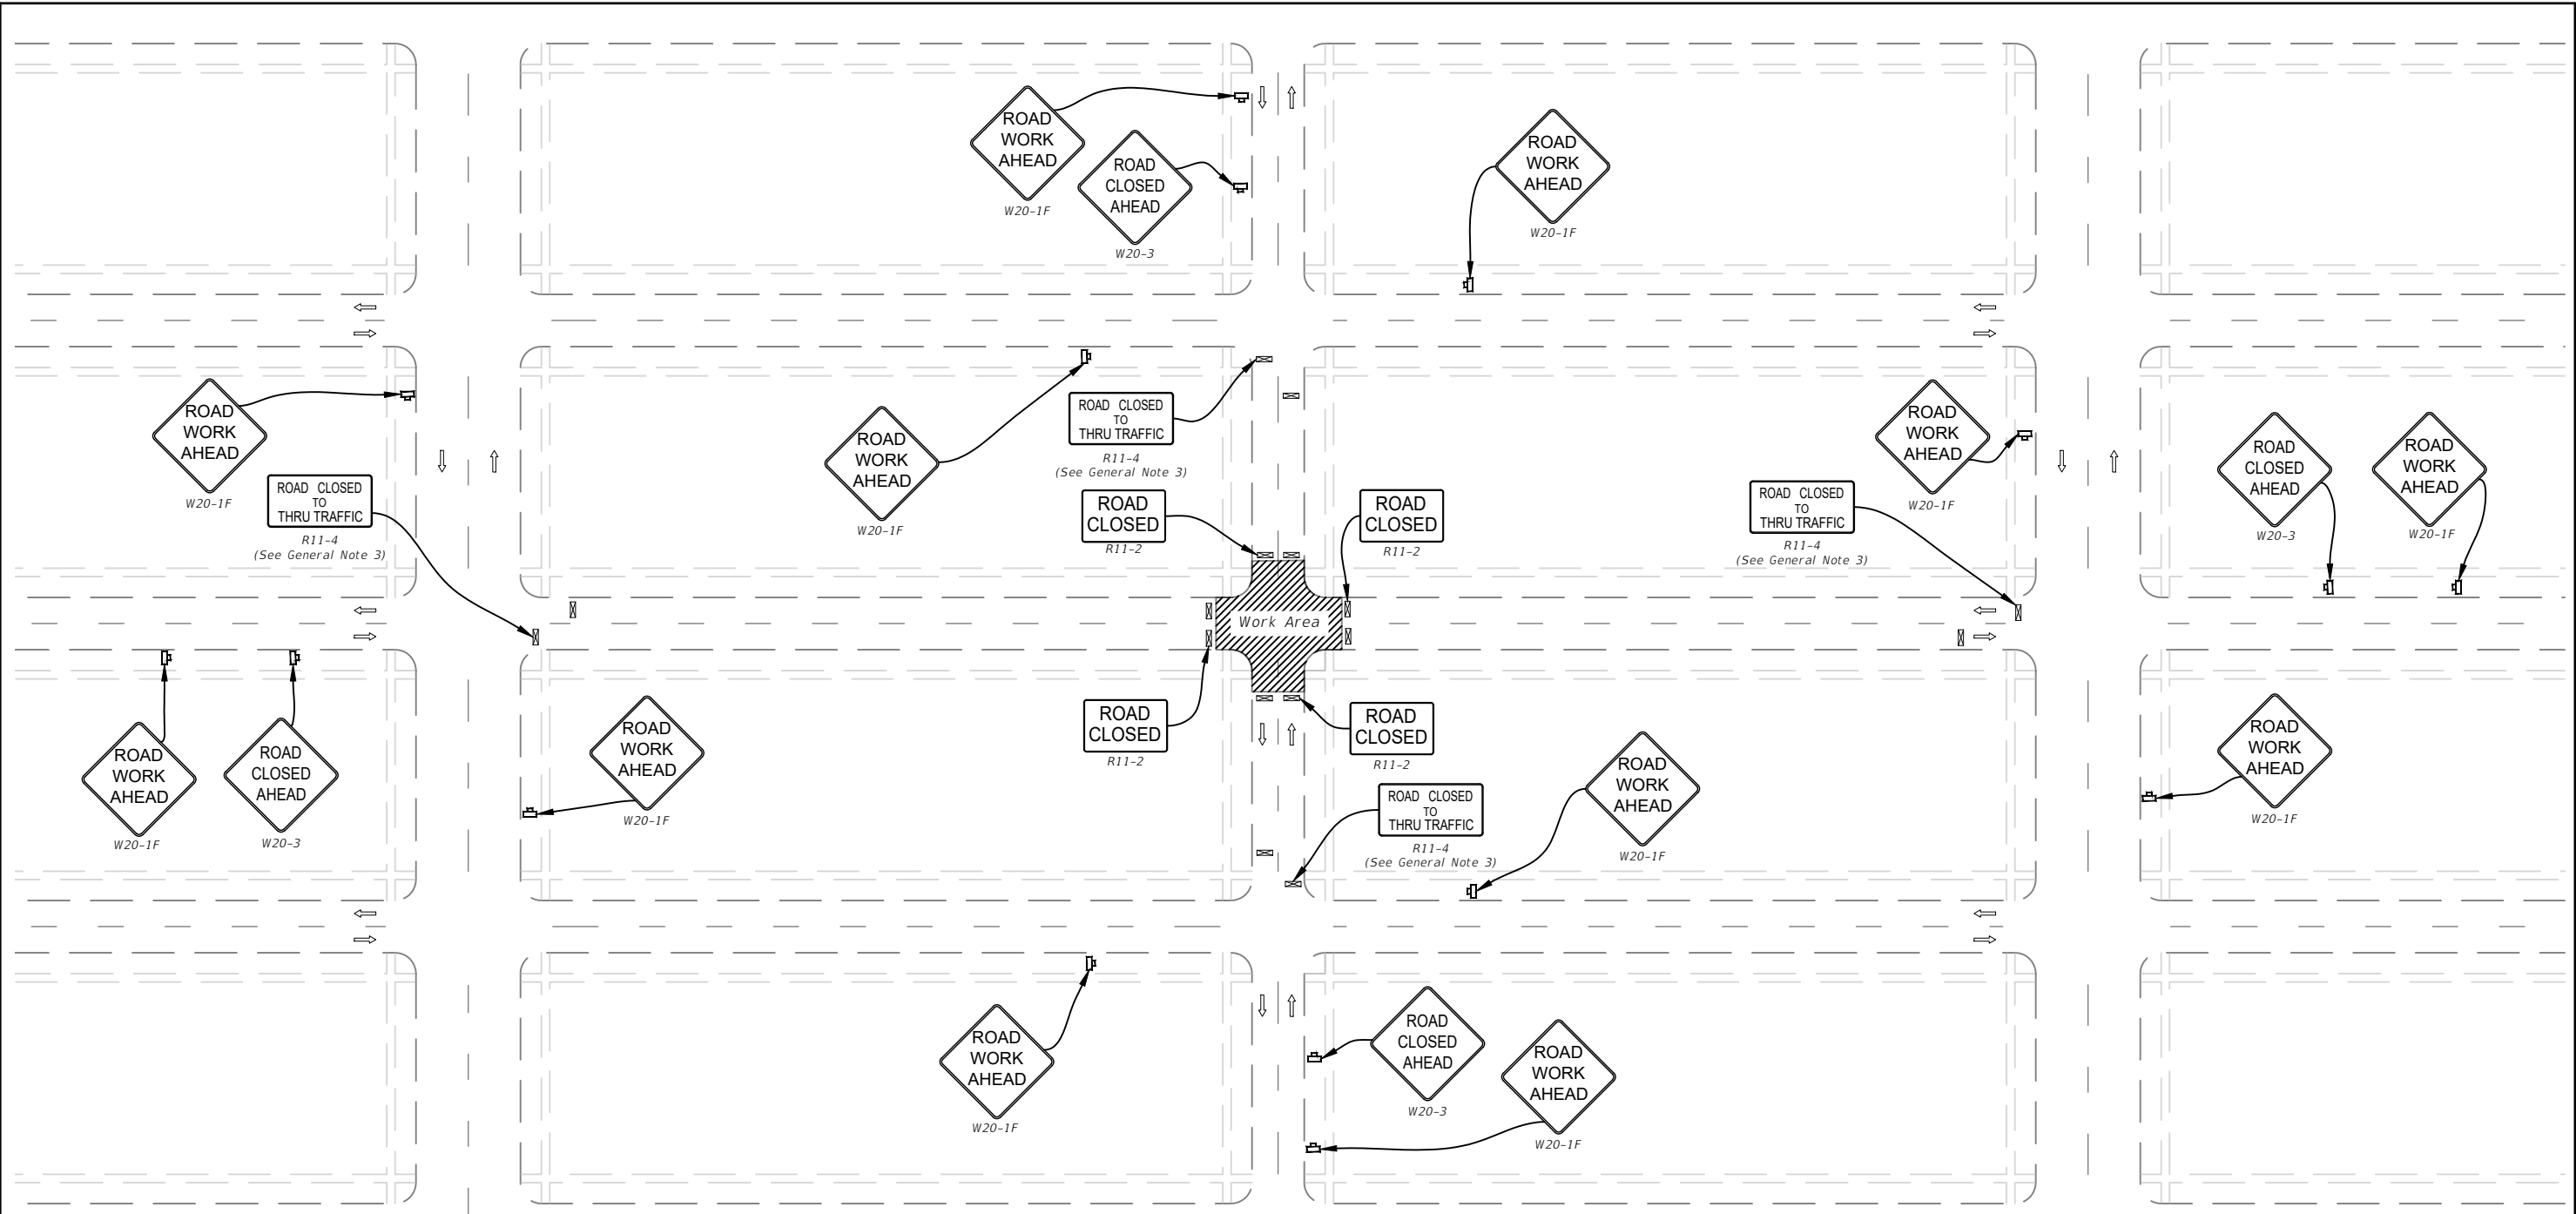 ROAD
WORK
AHEAD
W20-1F
ROAD
CLOSED
AHEAD
W20-3
ROAD
WORK
AHEAD
W20-1F
ROAD
WORK
AHEAD
W20-1F
ROAD CLOSED
TO
THRU TRAFFIC
R11-4
(See General Note 3)
ROAD
WORK
AHEAD
W20-1F
ROAD CLOSED
TO
THRU TRAFFIC
R11-4
(See General Note 3)
ROAD
CLOSED
R11-2
ROAD
CLOSED
R11-2
ROAD
WORK
AHEAD
W20-1F
ROAD CLOSED
TO
THRU TRAFFIC
R11-4
(See General Note 3)
ROAD
CLOSED
AHEAD
W20-3
ROAD
WORK
AHEAD
W20-1F
Work Area
ROAD
WORK
AHEAD
W20-1F
ROAD
CLOSED
AHEAD
W20-3
ROAD
WORK
AHEAD
W20-1F
ROAD
CLOSED
R11-2
ROAD
CLOSED
R11-2
ROAD CLOSED
TO
THRU TRAFFIC
R11-4
(See General Note 3)
ROAD
WORK
AHEAD
W20-1F
ROAD
WORK
AHEAD
W20-1F
ROAD
WORK
AHEAD
W20-1F
ROAD
CLOSED
AHEAD
W20-3
ROAD
WORK
AHEAD
W20-1F